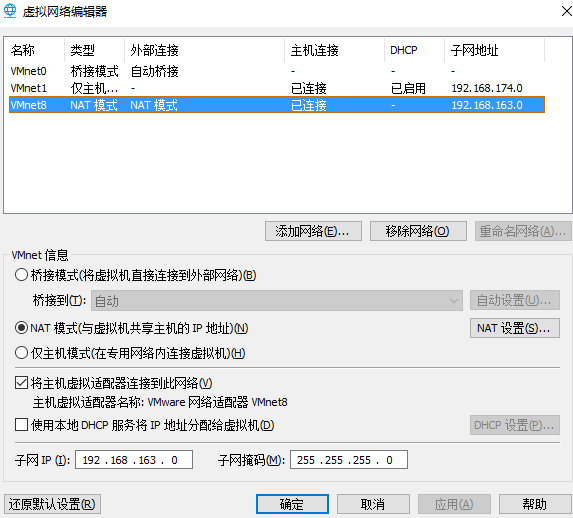 虚拟网络编辑器
名称 类型 外部连接 主机连接 DHCP 子网地址
VMnet0 桥接模式 自动桥接 - - -
VMnet1 仅主机... - 已连接 已启用 192.168.174.0
VMnet8 NAT 模式 NAT 模式 已连接 - 192.168.163.0
添加网络(E)... 移除网络(O) 重命名网络(A)...
VMnet 信息
桥接模式(将虚拟机直接连接到外部网络)(B)
桥接到(T): 自动 自动设置(U)...
NAT 模式(与虚拟机共享主机的 IP 地址)(N) NAT 设置(S)...
仅主机模式(在专用网络内连接虚拟机)(H)
将主机虚拟适配器连接到此网络(V)
主机虚拟适配器名称: VMware 网络适配器 VMnet8
使用本地 DHCP 服务将 IP 地址分配给虚拟机(D) DHCP 设置(P)...
子网 IP (I): 192 .168 .163 . 0 子网掩码(M): 255 .255 .255 . 0
还原默认设置(R) 确定 取消 应用(A) 帮助